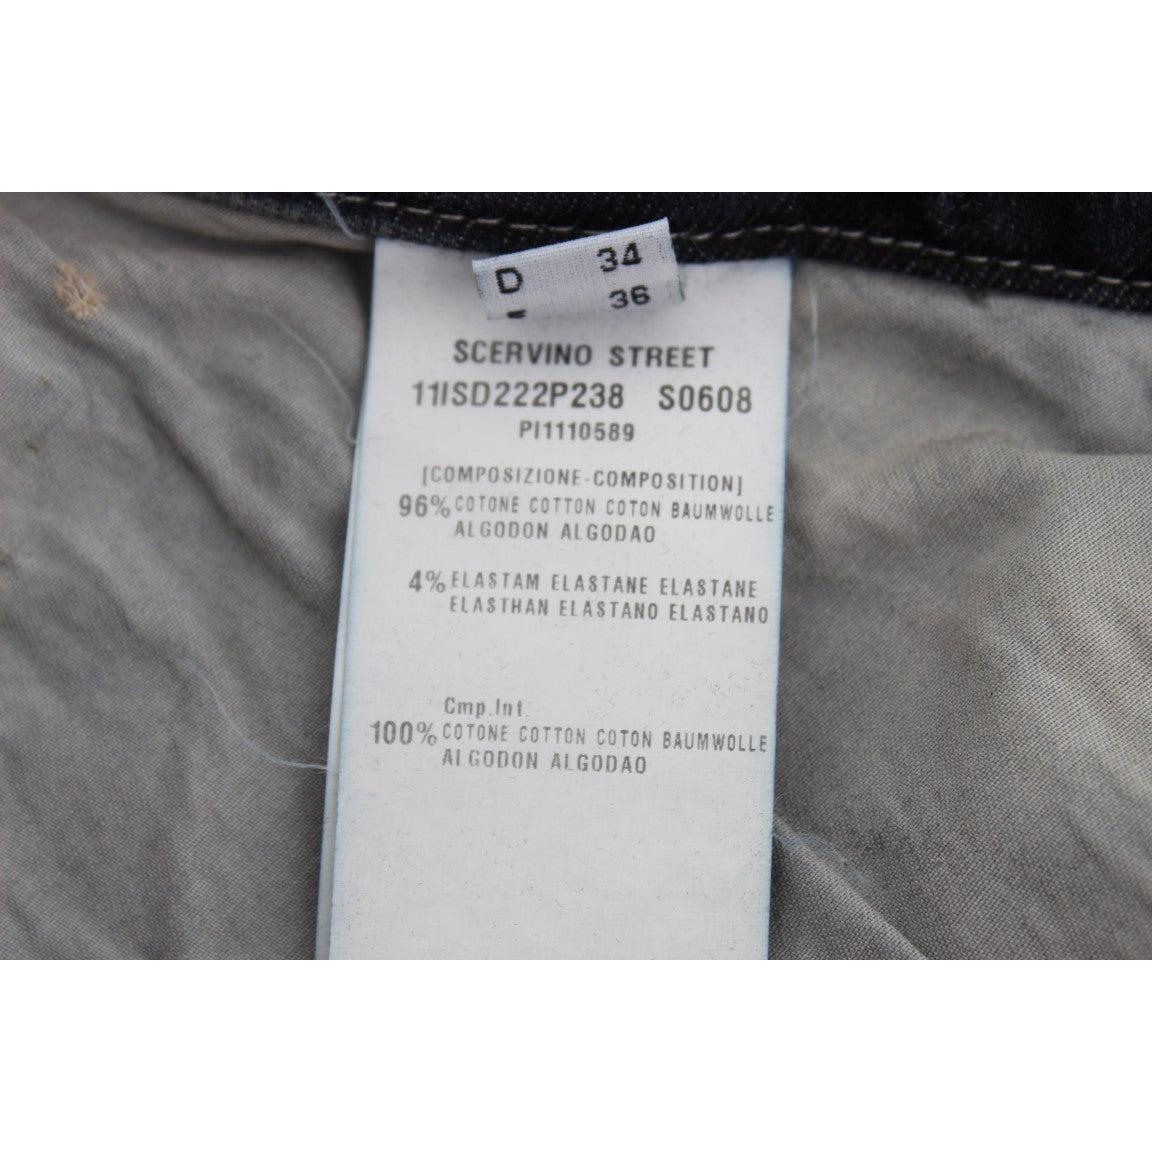 D 34
36
SCERVINO STREET
11ISD222P238 S0608
PI1110589
[COMPOSIZIONE-COMPOSITION]
96% COTONE COTTON COTON BAUMWOLLE
ALGODON ALGODAO
4% ELASTAM ELASTANE ELASTANE
ELASTHAN ELASTANO ELASTANO
Cmp.Int.
100% COTONE COTTON COTON BAUMWOLLE
ALGODON ALGODAO